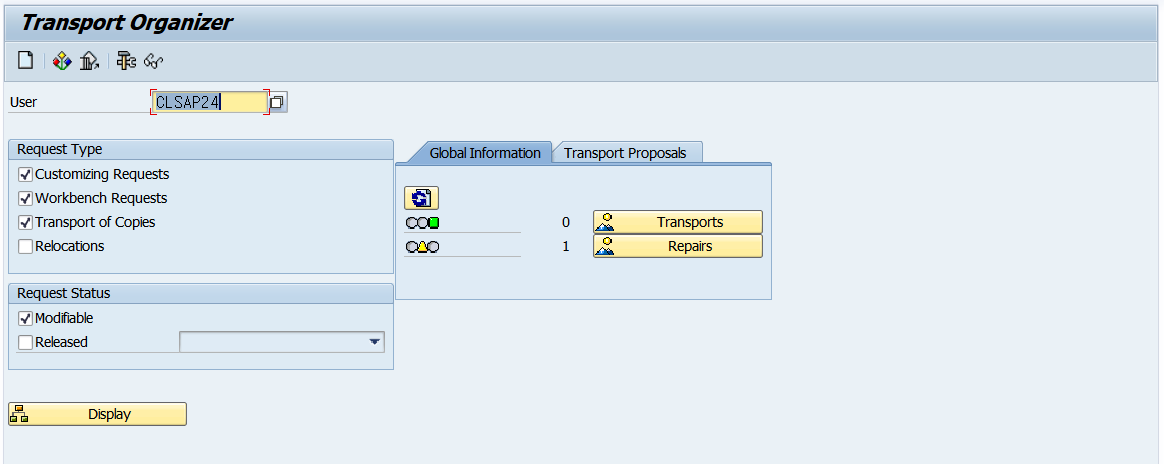 Transport Organizer
User CLSAP24
Request Type
Customizing Requests
Workbench Requests
Transport of Copies
Relocations
Request Status
Modifiable
Released
Display
Global Information Transport Proposals
0 Transports
1 Repairs